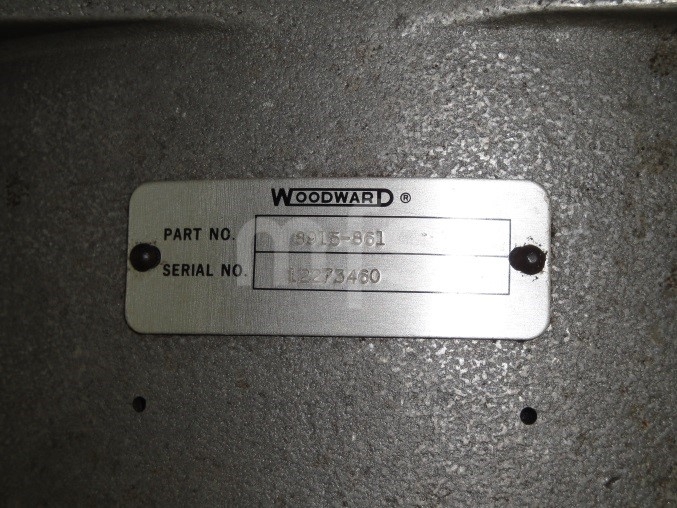 WOODWARD ®
PART NO. 8915-861
SERIAL NO. 12273460